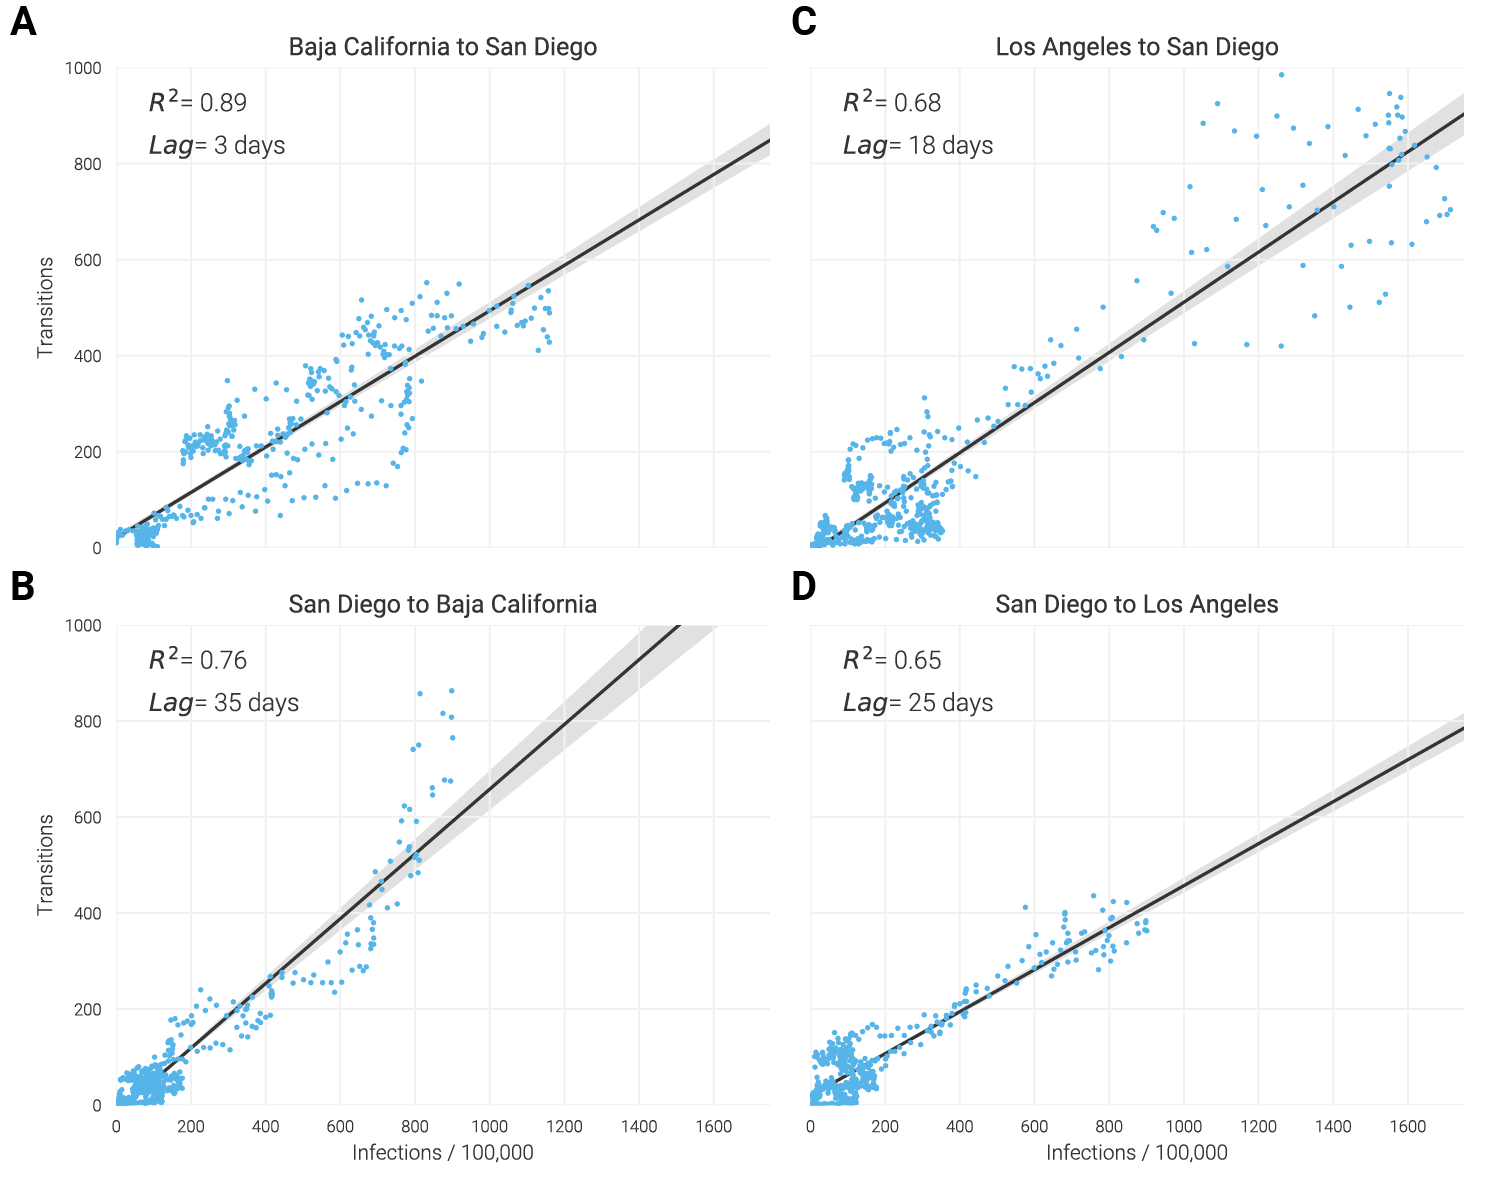 A
Baja California to San Diego
R²= 0.89
Lag= 3 days
Transitions
1000
800
600
400
200
0
C
Los Angeles to San Diego
R²= 0.68
Lag= 18 days
B
San Diego to Baja California
R²= 0.76
Lag= 35 days
Transitions
1000
800
600
400
200
0
0 200 400 600 800 1000 1200 1400 1600
Infections / 100,000
D
San Diego to Los Angeles
R²= 0.65
Lag= 25 days
0 200 400 600 800 1000 1200 1400 1600
Infections / 100,000